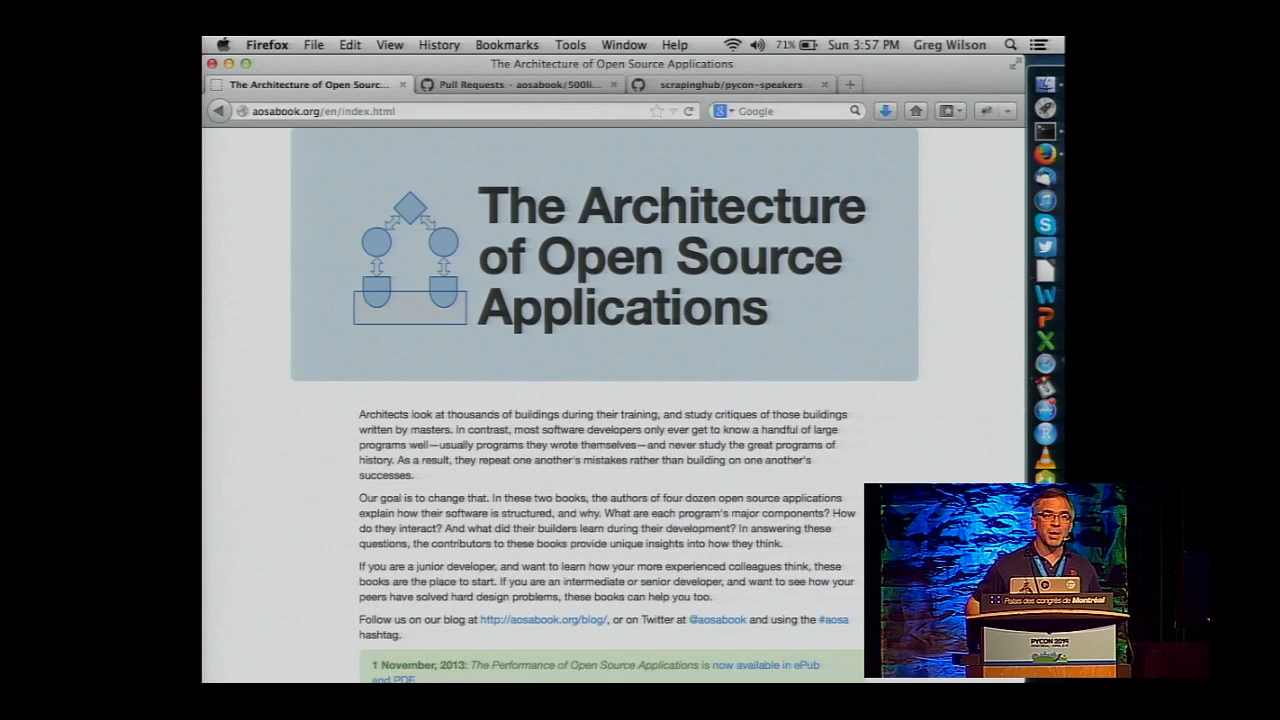 Firefox File Edit View History Bookmarks Tools Window Help 71% Sun 3:57 PM Greg Wilson
The Architecture of Open Source Applications
The Architecture of Open Sourc... Pull Requests · aosabook/500li... scrapinghub/pycon-speakers
aosabook.org/en/index.html Google
The Architecture
of Open Source
Applications
Architects look at thousands of buildings during their training, and study critiques of those buildings
written by masters. In contrast, most software developers only ever get to know a handful of large
programs well—usually programs they wrote themselves—and never study the great programs of
history. As a result, they repeat one another's mistakes rather than building on one another's
successes.
Our goal is to change that. In these two books, the authors of four dozen open source applications
explain how their software is structured, and why. What are each program's major components? How
do they interact? And what did their builders learn during their development? In answering these
questions, the contributors to these books provide unique insights into how they think.
If you are a junior developer, and want to learn how your more experienced colleagues think, these
books are the place to start. If you are an intermediate or senior developer, and want to see how your
peers have solved hard design problems, these books can help you too.
Follow us on our blog at http://aosabook.org/blog/, or on Twitter at @aosabook and using the #aosa
hashtag.
1 November, 2013: The Performance of Open Source Applications is now available in ePub
and PDF
Palais des congrès de Montréal
PYCON 2014